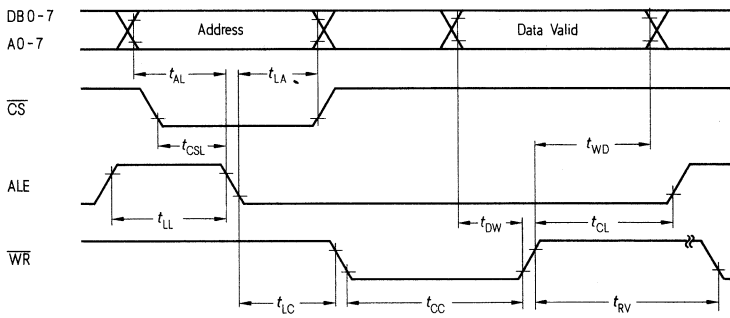 DB0-7
Address
Data Valid
A0-7
t_AL
t_LA
CS
t_CSL
t_WD
ALE
t_LL
t_DW
t_CL
WR
t_LC
t_CC
t_RV